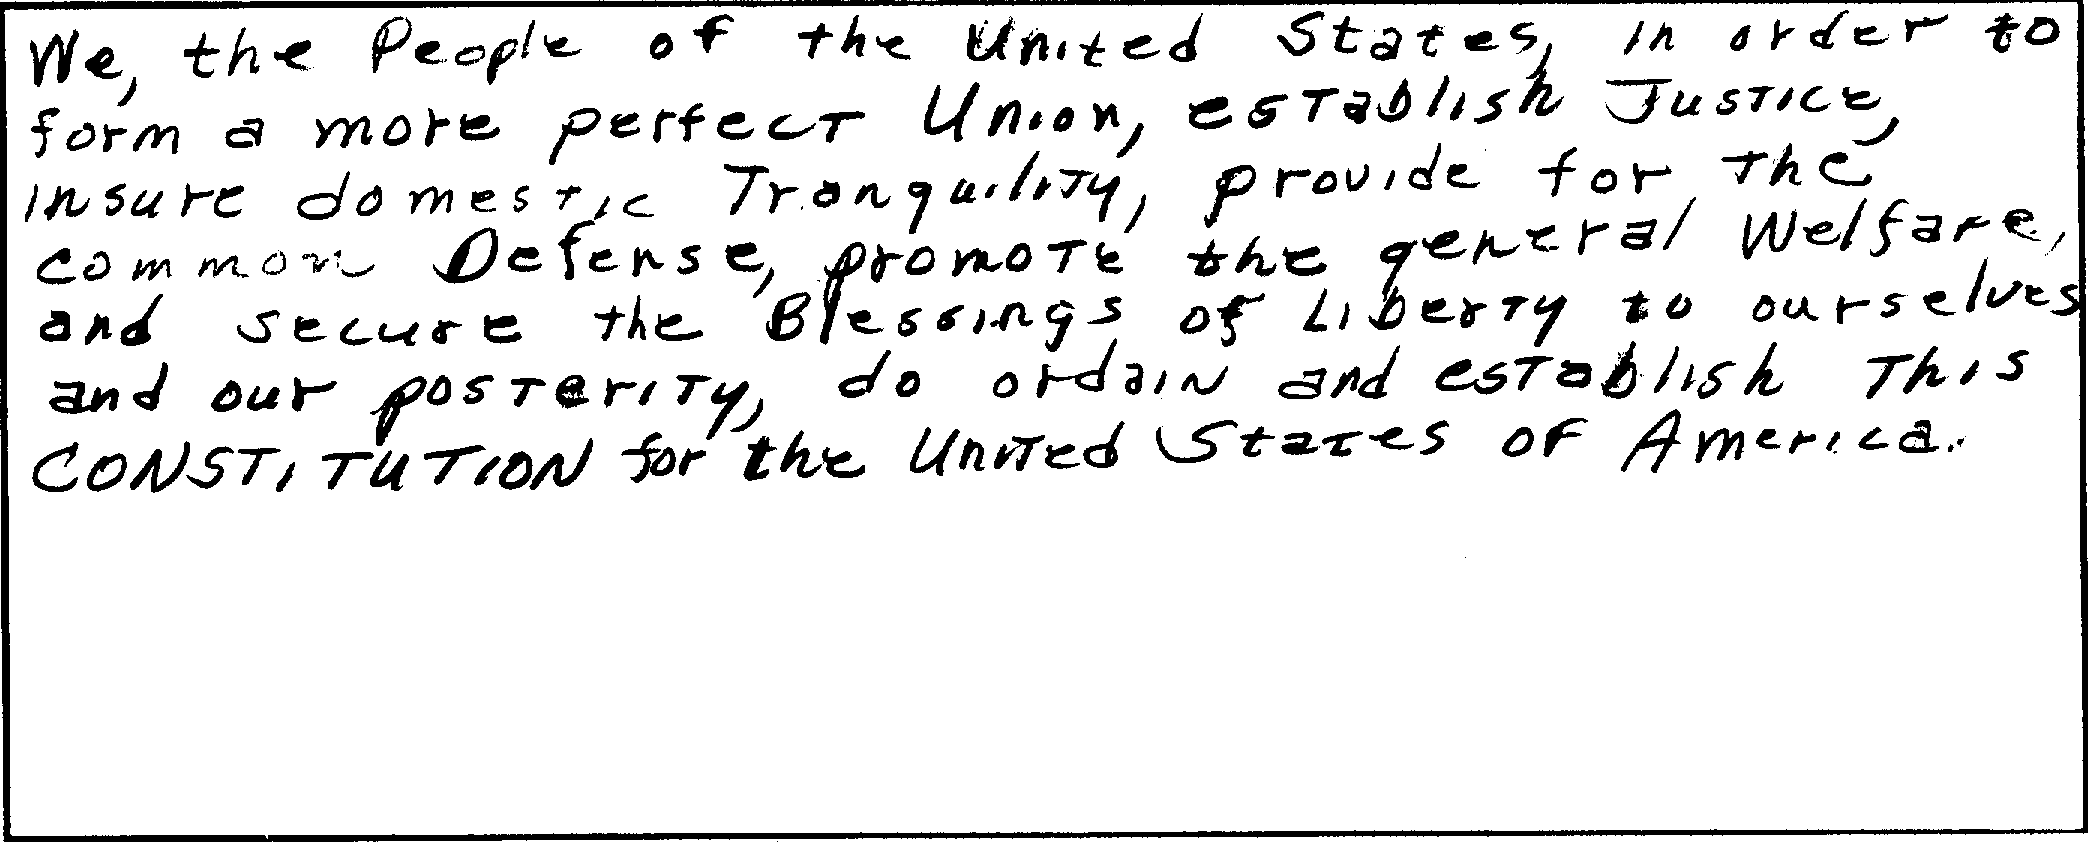 We, the People of the United States, in order to
form a more perfect Union, establish Justice,
insure domestic Tranquility, provide for the
common Defense, promote the general Welfare,
and secure the Blessings of Liberty to ourselves
and our posterity, do ordain and establish This
CONSTITUTION for the United States of America.